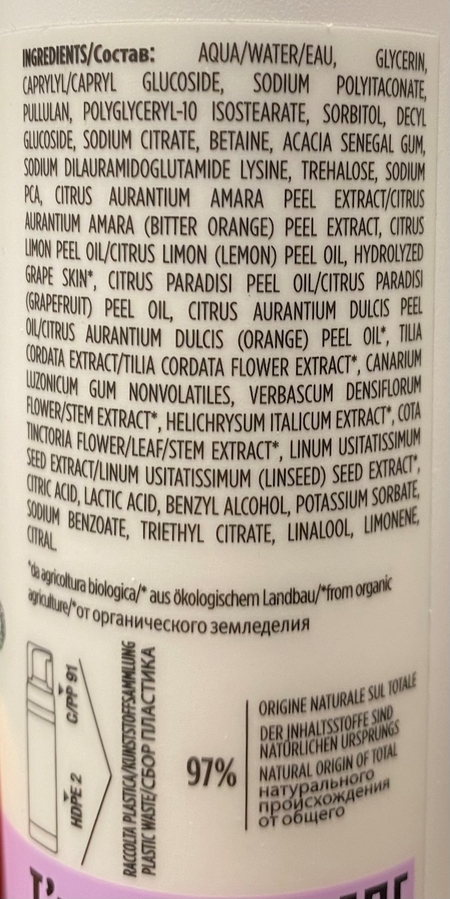 INGREDIENTS/Состав: AQUA/WATER/EAU, GLYCERIN,
CAPRYLYL/CAPRYL GLUCOSIDE, SODIUM POLYITACONATE,
PULLULAN, POLYGLYCERYL-10 ISOSTEARATE, SORBITOL, DECYL
GLUCOSIDE, SODIUM CITRATE, BETAINE, ACACIA SENEGAL GUM,
SODIUM DILAURAMIDOGLUTAMIDE LYSINE, TREHALOSE, SODIUM
PCA, CITRUS AURANTIUM AMARA PEEL EXTRACT/CITRUS
AURANTIUM AMARA (BITTER ORANGE) PEEL EXTRACT, CITRUS
LIMON PEEL OIL/CITRUS LIMON (LEMON) PEEL OIL, HYDROLYZED
GRAPE SKIN*, CITRUS PARADISI PEEL OIL/CITRUS PARADISI
(GRAPEFRUIT) PEEL OIL, CITRUS AURANTIUM DULCIS PEEL
OIL/CITRUS AURANTIUM DULCIS (ORANGE) PEEL OIL*, TILIA
CORDATA EXTRACT/TILIA CORDATA FLOWER EXTRACT*, CANARIUM
LUZONICUM GUM NONVOLATILES, VERBASCUM DENSIFLORUM
FLOWER/STEM EXTRACT*, HELICHRYSUM ITALICUM EXTRACT*, COTA
TINCTORIA FLOWER/LEAF/STEM EXTRACT*, LINUM USITATISSIMUM
SEED EXTRACT/LINUM USITATISSIMUM (LINSEED) SEED EXTRACT*,
CITRIC ACID, LACTIC ACID, BENZYL ALCOHOL, POTASSIUM SORBATE,
SODIUM BENZOATE, TRIETHYL CITRATE, LINALOOL, LIMONENE,
CITRAL.
*da agricoltura biologica/* aus ökologischem Landbau/*from organic
agriculture/*от органического земледелия
C/PP 91
HDPE 2
RACCOLTA PLASTICA/KUNSTSTOFFSAMMLUNG
PLASTIC WASTE/СБОР ПЛАСТИКА
97%
ORIGINE NATURALE SUL TOTALE
DER INHALTSSTOFFE SIND
NATÜRLICHEN URSPRUNGS
NATURAL ORIGIN OF TOTAL
натурального
происхождения
от общего